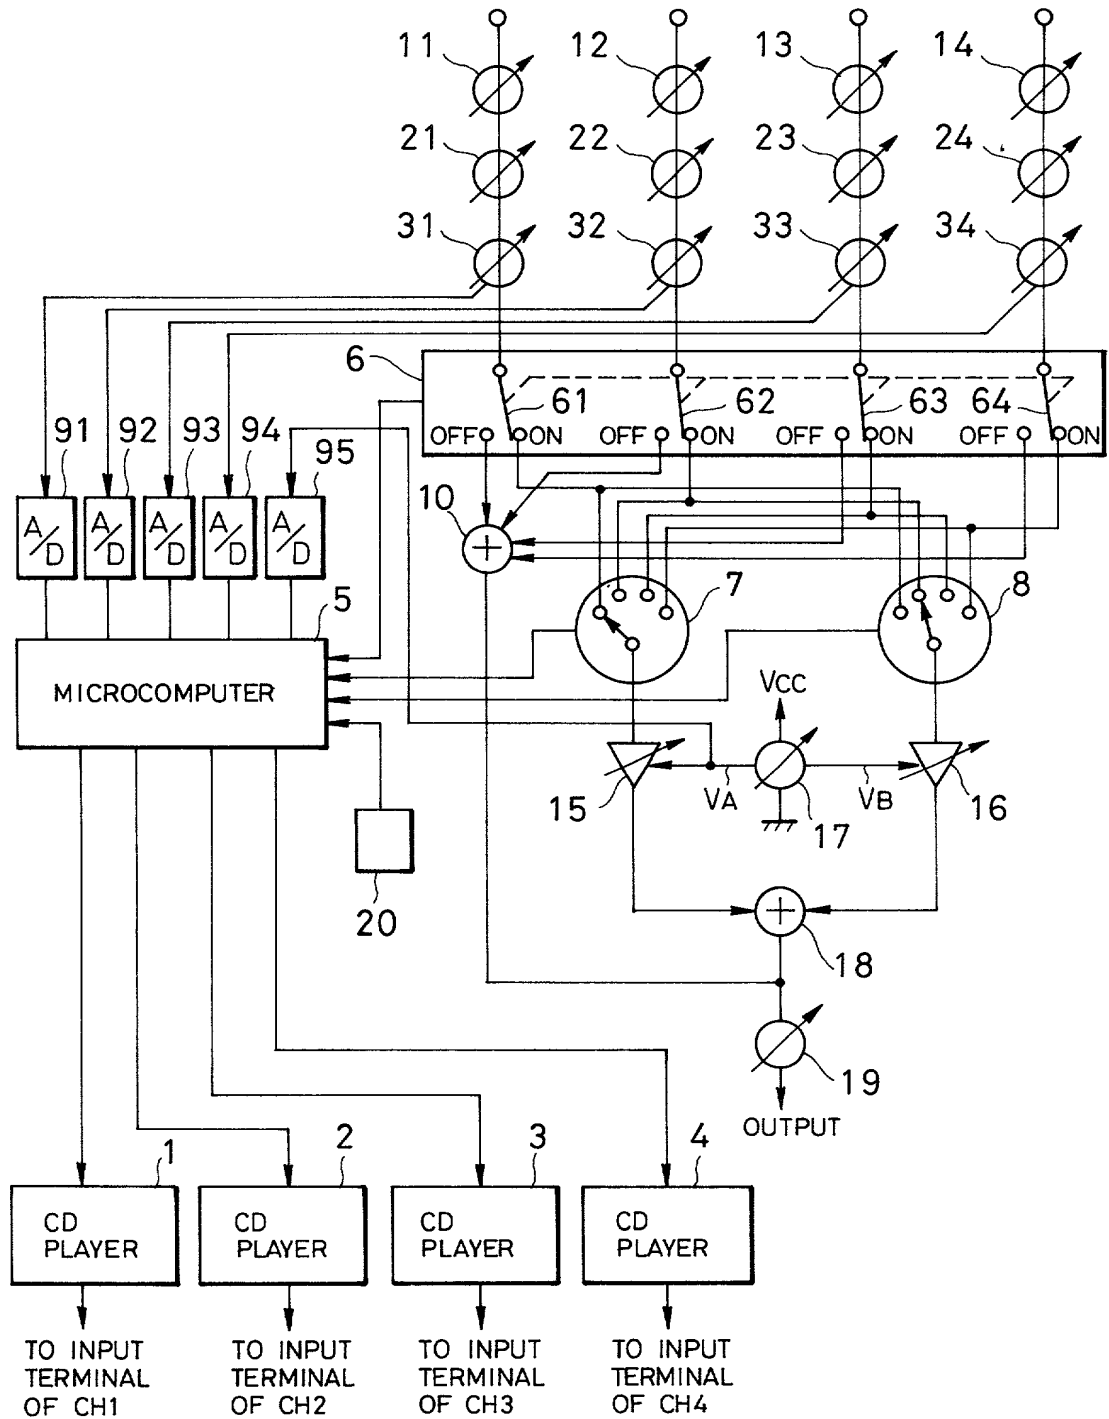 11 12 13 14
21 22 23 24
31 32 33 34
6
61 62 63 64
OFF ON OFF ON OFF ON OFF ON
91 92 93 94 95
10
A/D A/D A/D A/D A/D
+
5 7 8
MICROCOMPUTER
VCC
VA VB
15 17 16
20
+
18
19
OUTPUT
1 2 3 4
CD PLAYER
CD PLAYER
CD PLAYER
CD PLAYER
TO INPUT TERMINAL OF CH1
TO INPUT TERMINAL OF CH2
TO INPUT TERMINAL OF CH3
TO INPUT TERMINAL OF CH4